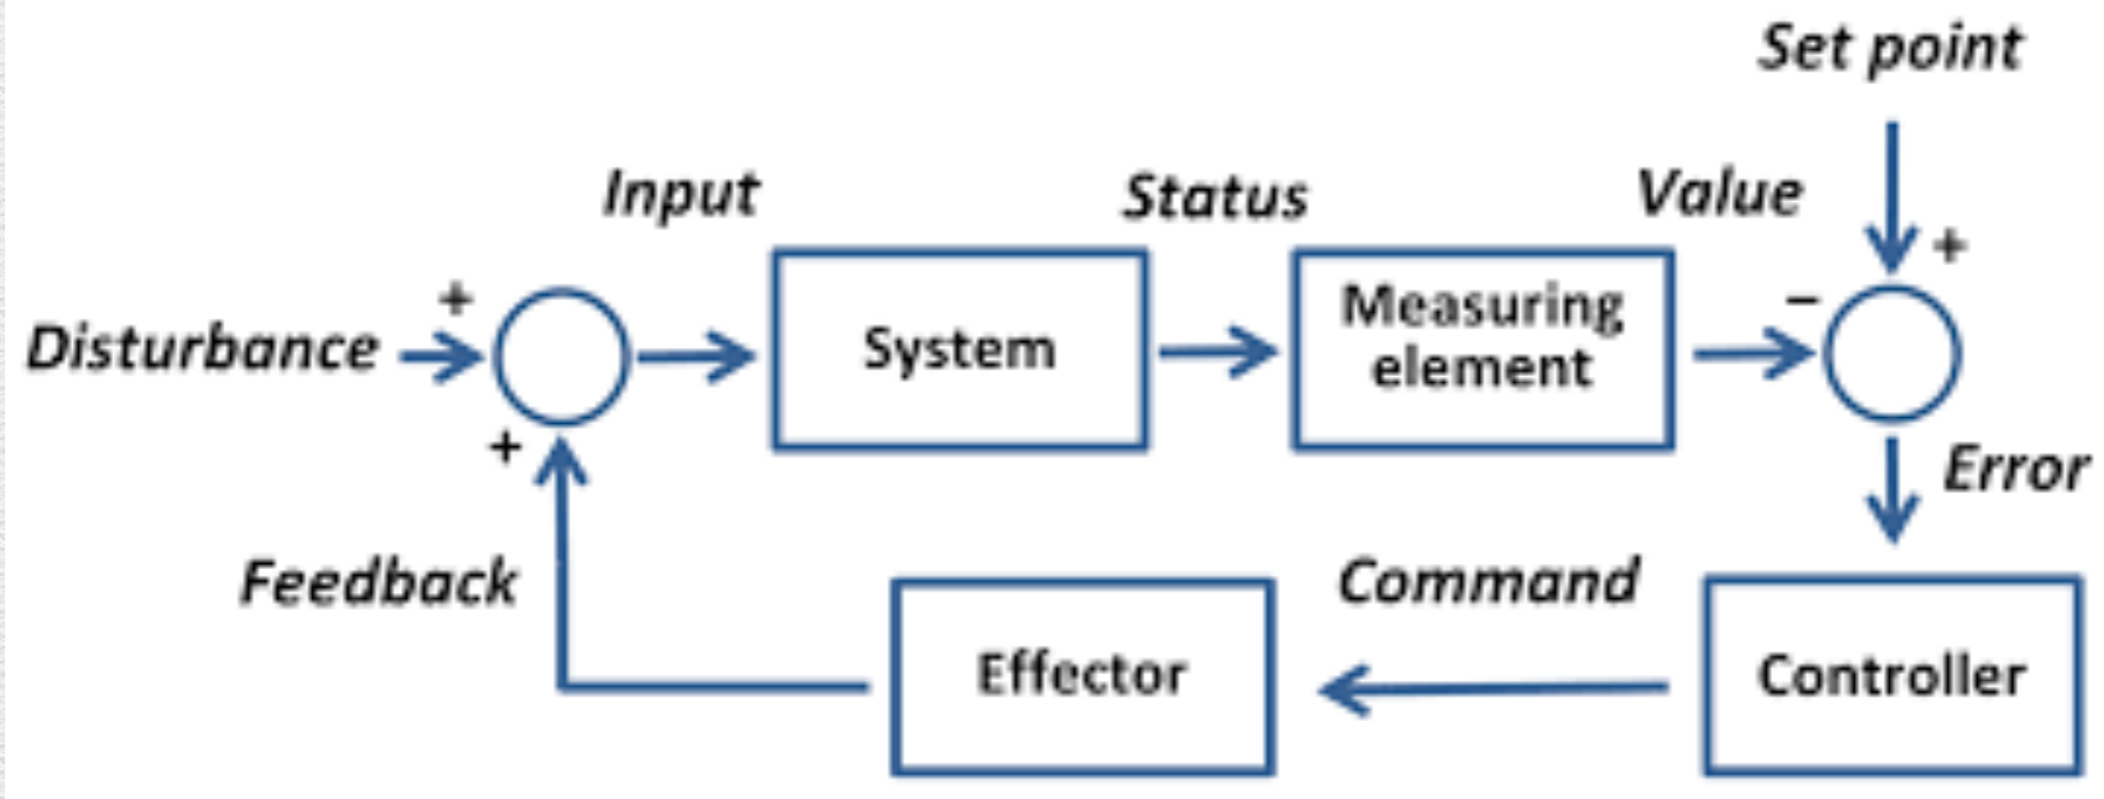 Set point
Input
Status
Value
+
+
–
Disturbance
System
Measuring
element
+
Error
Feedback
Command
Effector
Controller